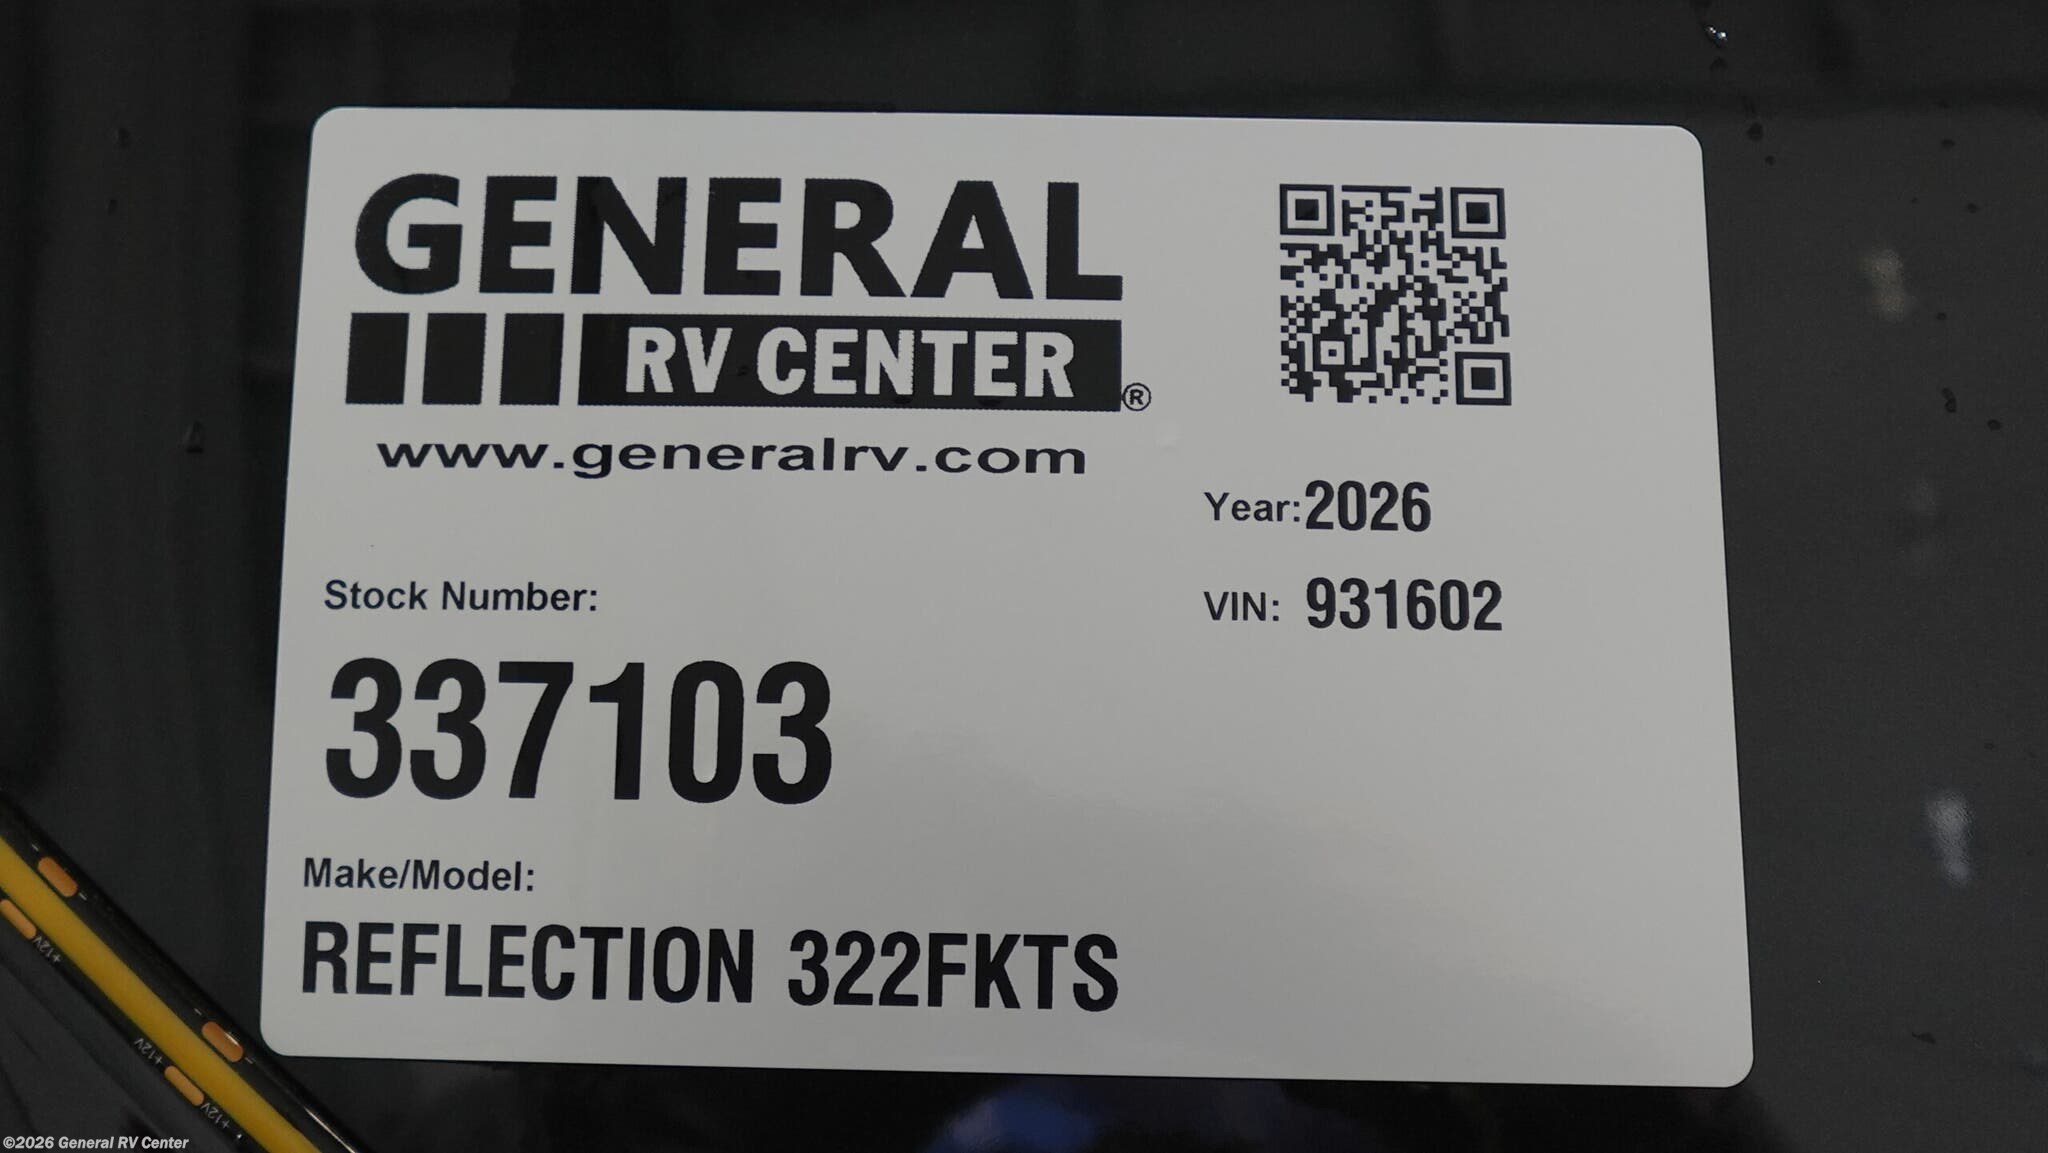 GENERAL
RV CENTER®
www.generalrv.com
Year: 2026
VIN: 931602
Stock Number:
337103
Make/Model:
REFLECTION 322FKTS
+12V
+12V
+12V
©2026 General RV Center